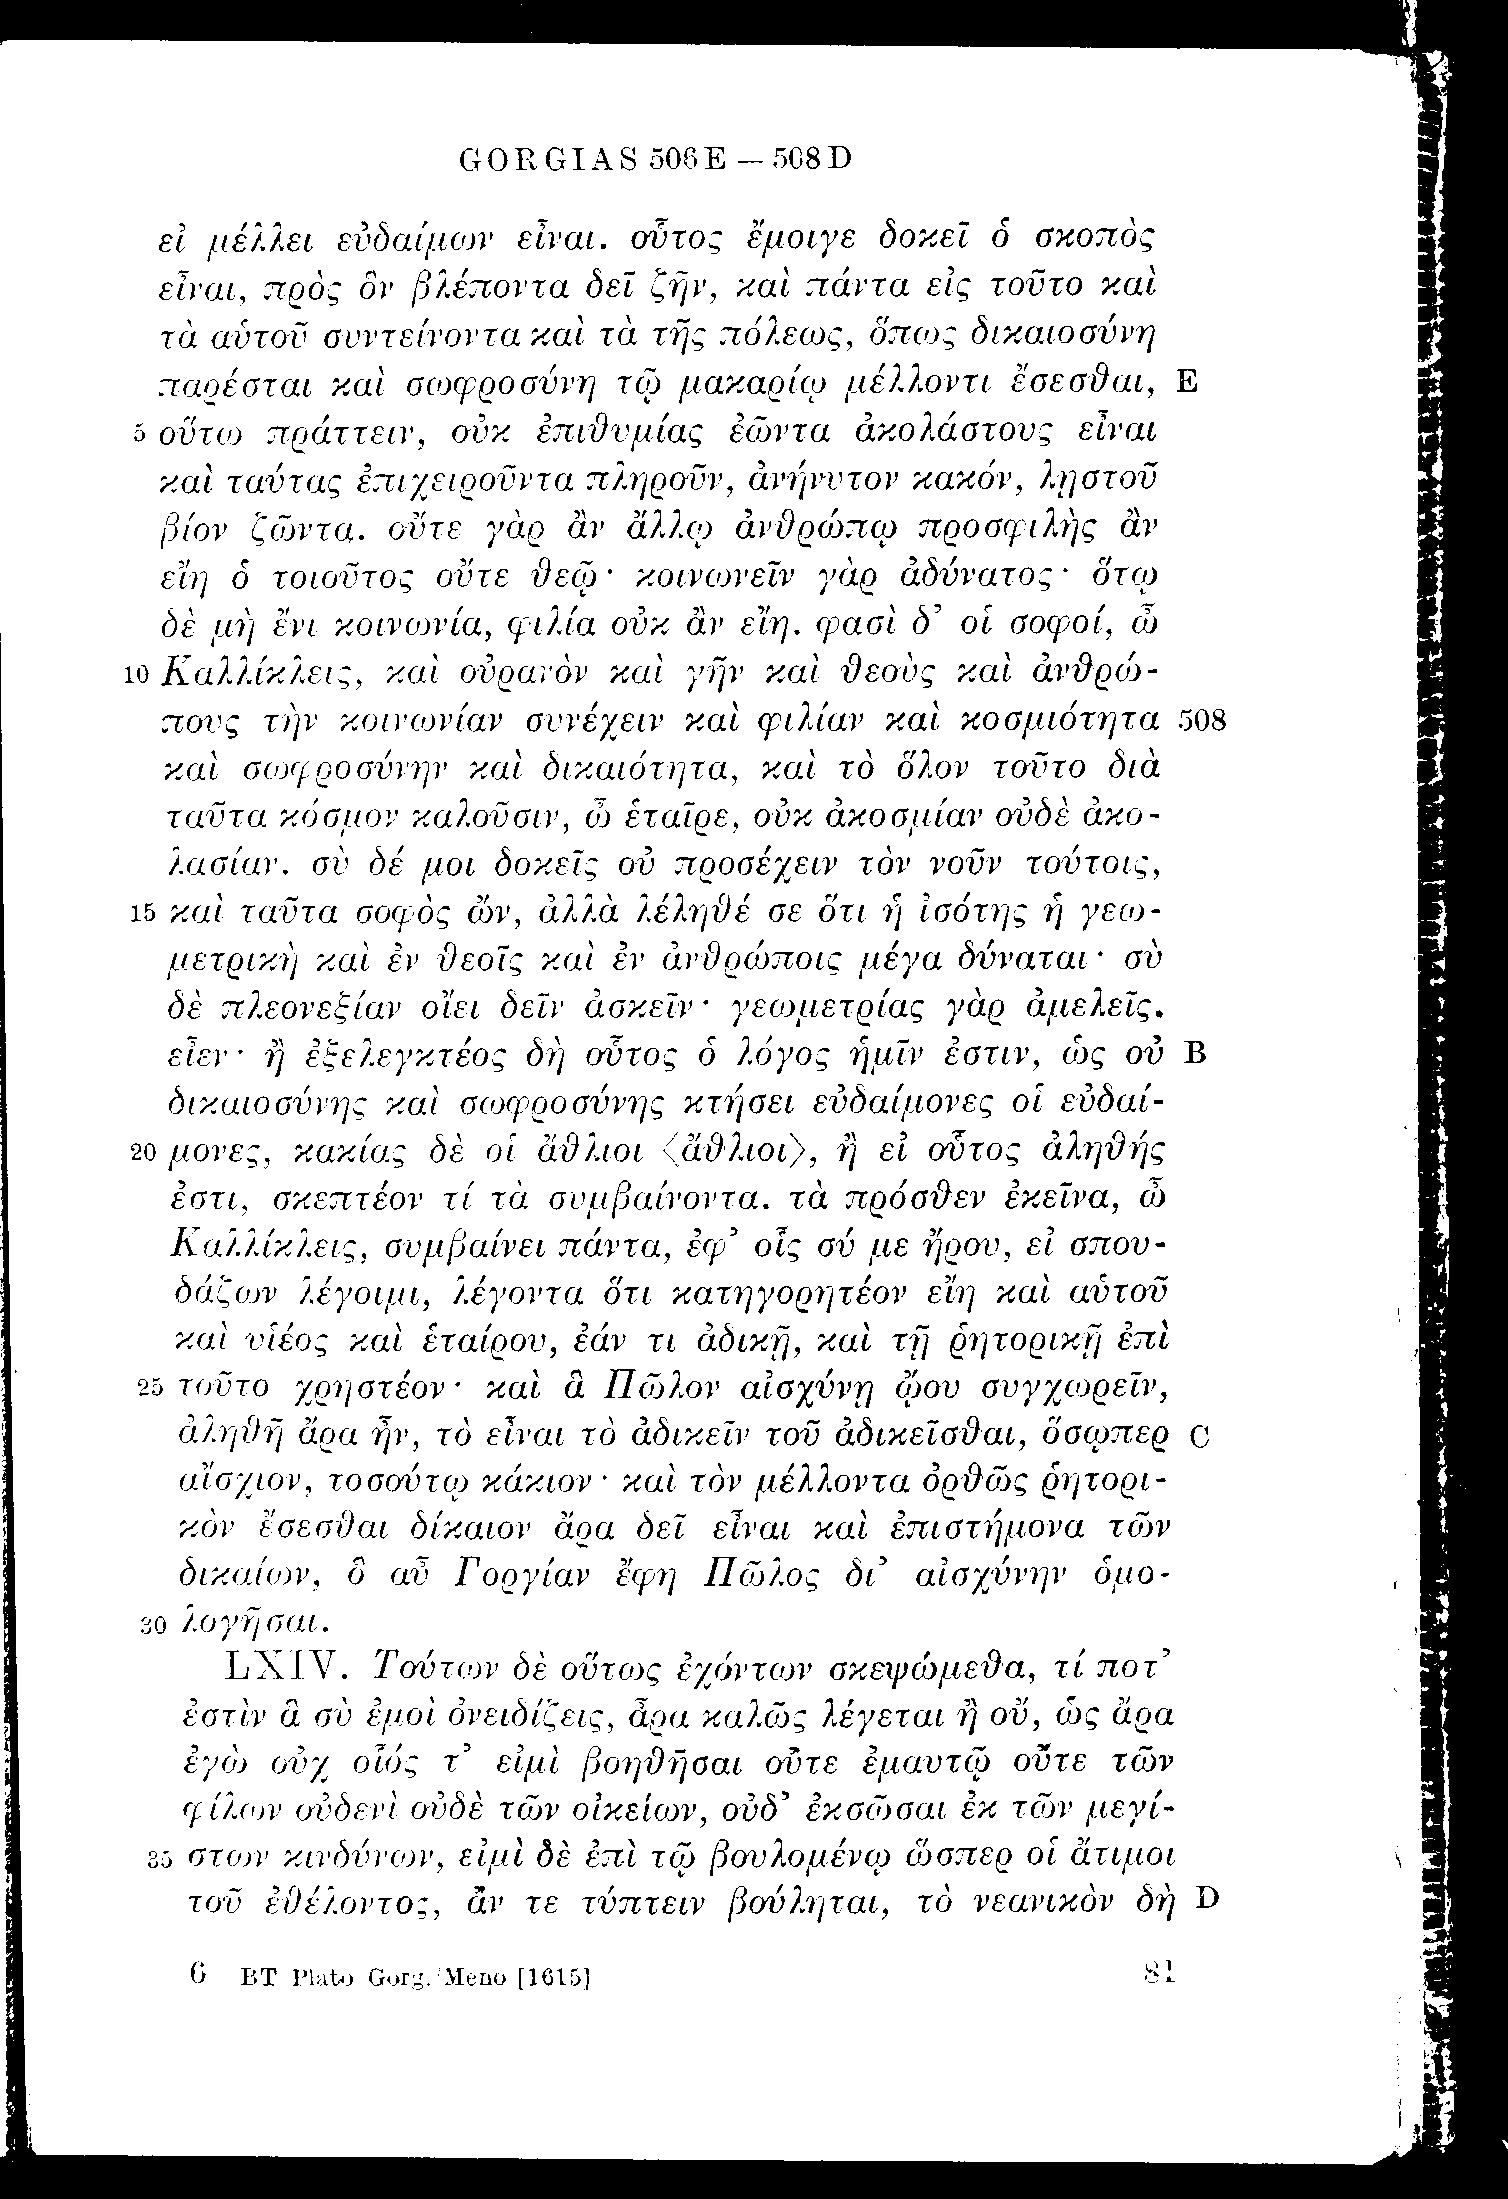 GORGIAS 506E — 508D
εἰ μέλλει εὐδαίμων εἶναι. οὗτος ἔμοιγε δοκεῖ ὁ σκοπὸς
εἶναι, πρὸς ὃν βλέποντα δεῖ ζῆν, καὶ πάντα εἰς τοῦτο καὶ
τὰ αὑτοῦ συντείνοντα καὶ τὰ τῆς πόλεως, ὅπως δικαιοσύνη
παρέσται καὶ σωφροσύνη τῷ μακαρίῳ μέλλοντι ἔσεσθαι, E
5 οὕτω πράττειν, οὐκ ἐπιθυμίας ἐῶντα ἀκολάστους εἶναι
καὶ ταύτας ἐπιχειροῦντα πληροῦν, ἀνήνυτον κακόν, λῃστοῦ
βίον ζῶντα. οὔτε γὰρ ἂν ἄλλῳ ἀνθρώπῳ προσφιλὴς ἂν
εἴη ὁ τοιοῦτος οὔτε θεῷ· κοινωνεῖν γὰρ ἀδύνατος· ὅτῳ
δὲ μὴ ἔνι κοινωνία, φιλία οὐκ ἂν εἴη. φασὶ δ’ οἱ σοφοί, ὦ
10 Καλλίκλεις, καὶ οὐρανὸν καὶ γῆν καὶ θεοὺς καὶ ἀνθρώ-
πους τὴν κοινωνίαν συνέχειν καὶ φιλίαν καὶ κοσμιότητα 508
καὶ σωφροσύνην καὶ δικαιότητα, καὶ τὸ ὅλον τοῦτο διὰ
ταῦτα κόσμον καλοῦσιν, ὦ ἑταῖρε, οὐκ ἀκοσμίαν οὐδὲ ἀκο-
λασίαν. σὺ δέ μοι δοκεῖς οὐ προσέχειν τὸν νοῦν τούτοις,
15 καὶ ταῦτα σοφὸς ὤν, ἀλλὰ λέληθέ σε ὅτι ἡ ἰσότης ἡ γεω-
μετρικὴ καὶ ἐν θεοῖς καὶ ἐν ἀνθρώποις μέγα δύναται· σὺ
δὲ πλεονεξίαν οἴει δεῖν ἀσκεῖν· γεωμετρίας γὰρ ἀμελεῖς.
εἶεν· ἢ ἐξελεγκτέος δὴ οὗτος ὁ λόγος ἡμῖν ἐστιν, ὡς οὐ B
δικαιοσύνης καὶ σωφροσύνης κτήσει εὐδαίμονες οἱ εὐδαί-
20 μονες, κακίας δὲ οἱ ἄθλιοι ⟨ἄθλιοι⟩, ἢ εἰ οὗτος ἀληθής
ἐστι, σκεπτέον τί τὰ συμβαίνοντα. τὰ πρόσθεν ἐκεῖνα, ὦ
Καλλίκλεις, συμβαίνει πάντα, ἐφ’ οἷς σύ με ἤρου, εἰ σπου-
δάζων λέγοιμι, λέγοντα ὅτι κατηγορητέον εἴη καὶ αὑτοῦ
καὶ υἱέος καὶ ἑταίρου, ἐάν τι ἀδικῇ, καὶ τῇ ῥητορικῇ ἐπὶ
25 τοῦτο χρηστέον· καὶ ἃ Πῶλον αἰσχύνῃ ᾤου συγχωρεῖν,
ἀληθῆ ἄρα ἦν, τὸ εἶναι τὸ ἀδικεῖν τοῦ ἀδικεῖσθαι, ὅσῳπερ C
αἴσχιον, τοσούτῳ κάκιον· καὶ τὸν μέλλοντα ὀρθῶς ῥητορι-
κὸν ἔσεσθαι δίκαιον ἄρα δεῖ εἶναι καὶ ἐπιστήμονα τῶν
δικαίων, ὃ αὖ Γοργίαν ἔφη Πῶλος δι’ αἰσχύνην ὁμο-
30 λογῆσαι.
LXIV. Τούτων δὲ οὕτως ἐχόντων σκεψώμεθα, τί ποτ’
ἐστὶν ἃ σὺ ἐμοὶ ὀνειδίζεις, ἆρα καλῶς λέγεται ἢ οὔ, ὡς ἄρα
ἐγὼ οὐχ οἷός τ’ εἰμὶ βοηθῆσαι οὔτε ἐμαυτῷ οὔτε τῶν
φίλων οὐδενὶ οὐδὲ τῶν οἰκείων, οὐδ’ ἐκσῶσαι ἐκ τῶν μεγί-
35 στων κινδύνων, εἰμὶ δὲ ἐπὶ τῷ βουλομένῳ ὥσπερ οἱ ἄτιμοι
τοῦ ἐθέλοντος, ἄν τε τύπτειν βούληται, τὸ νεανικὸν δὴ D
6 BT Plato Gorg. Meno [1615] 81